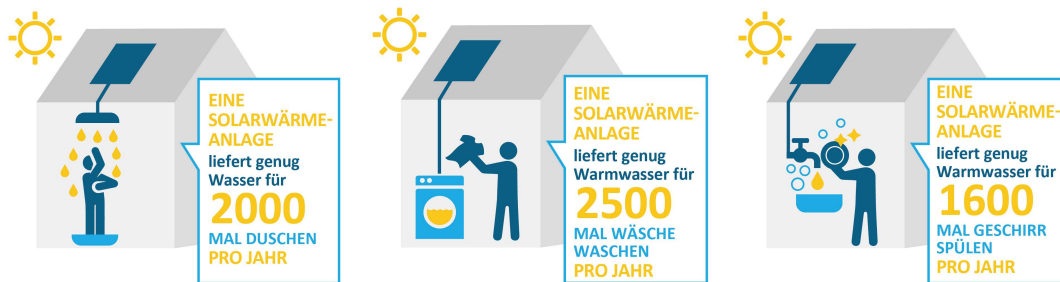 EINE
SOLARWÄRME-
ANLAGE
liefert genug
Wasser für
2000
MAL DUSCHEN
PRO JAHR
EINE
SOLARWÄRME-
ANLAGE
liefert genug
Warmwasser für
2500
MAL WÄSCHE
WASCHEN
PRO JAHR
EINE
SOLARWÄRME-
ANLAGE
liefert genug
Warmwasser für
1600
MAL GESCHIRR
SPÜLEN
PRO JAHR